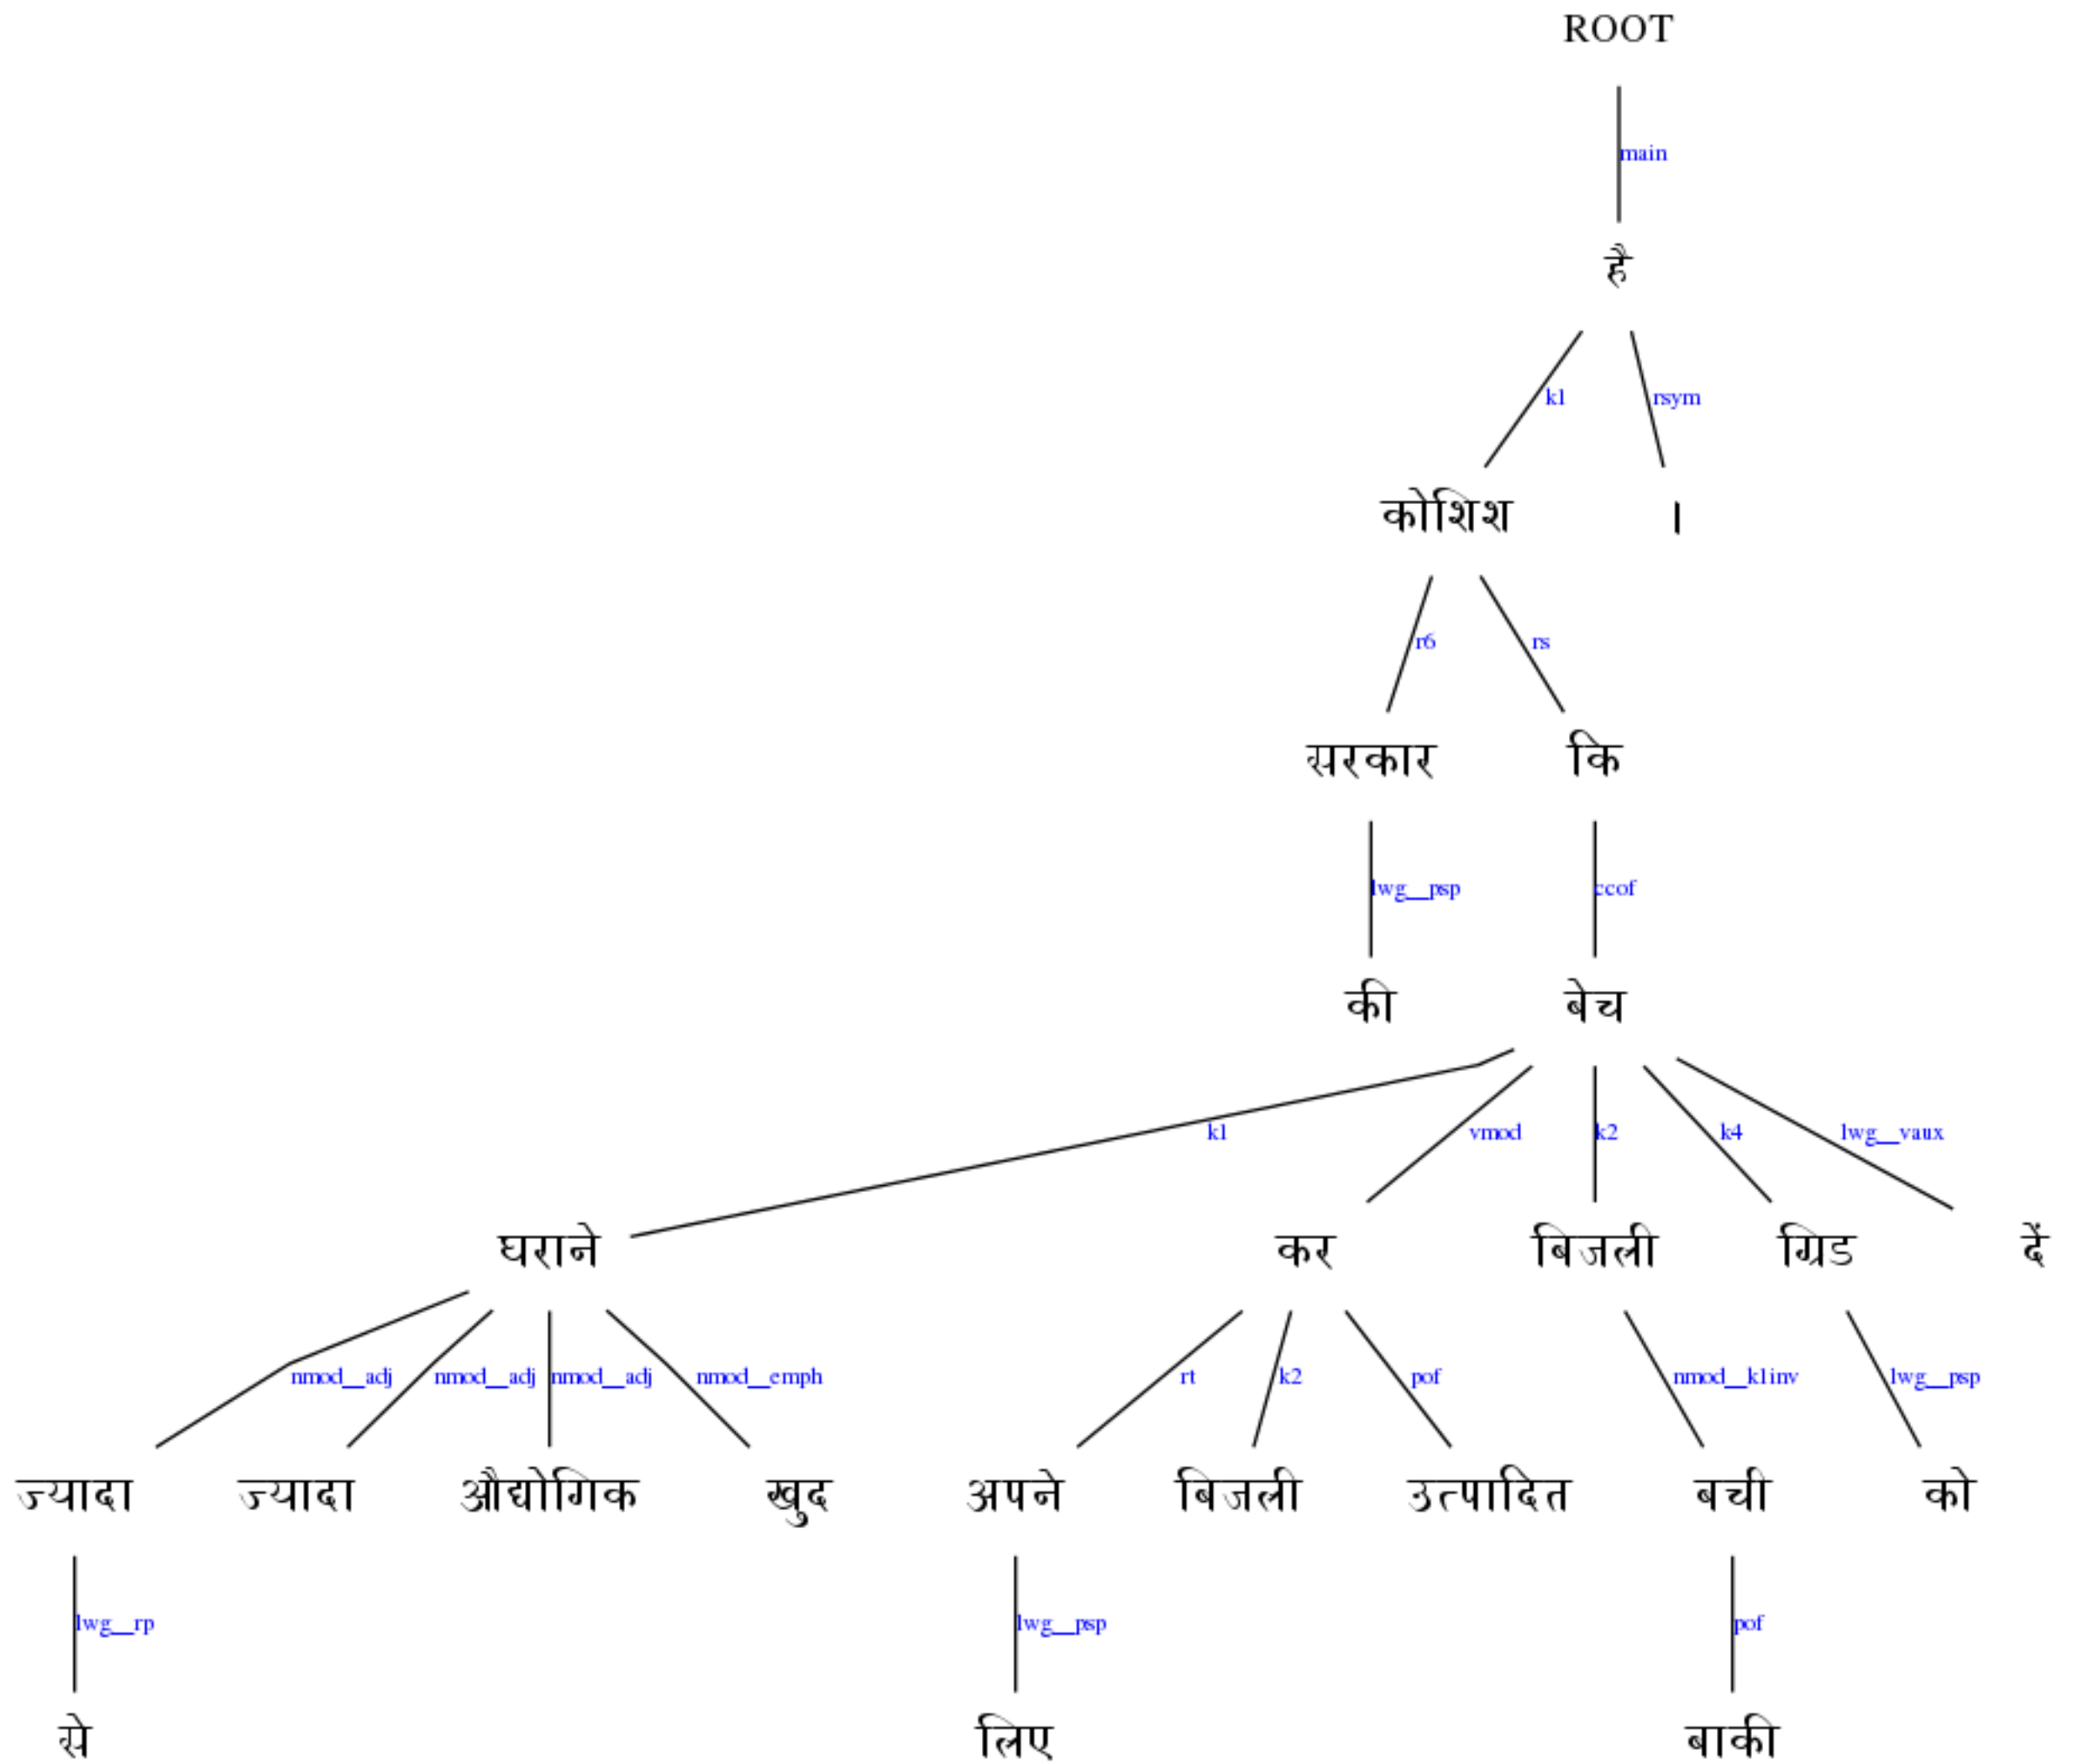 ROOT
main
है
k1 rsym
कोशिश ।
r6 rs
सरकार कि
lwg__psp ccof
की बेच
k1 vmod k2 k4 lwg__vaux
घराने कर बिजली ग्रिड दें
nmod__adj nmod__adj nmod__adj nmod__emph rt k2 pof nmod__k1inv lwg__psp
ज्यादा ज्यादा औद्योगिक खुद अपने बिजली उत्पादित बची को
lwg__rp lwg__psp pof
से लिए बाकी